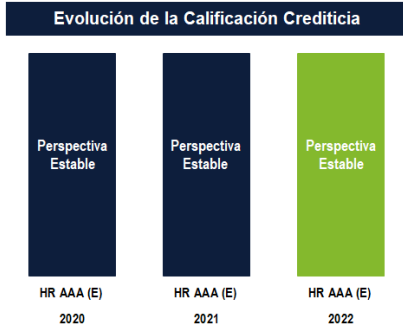 Evolución de la Calificación Crediticia
Perspectiva Estable
Perspectiva Estable
Perspectiva Estable
HR AAA (E)
HR AAA (E)
HR AAA (E)
2020
2021
2022